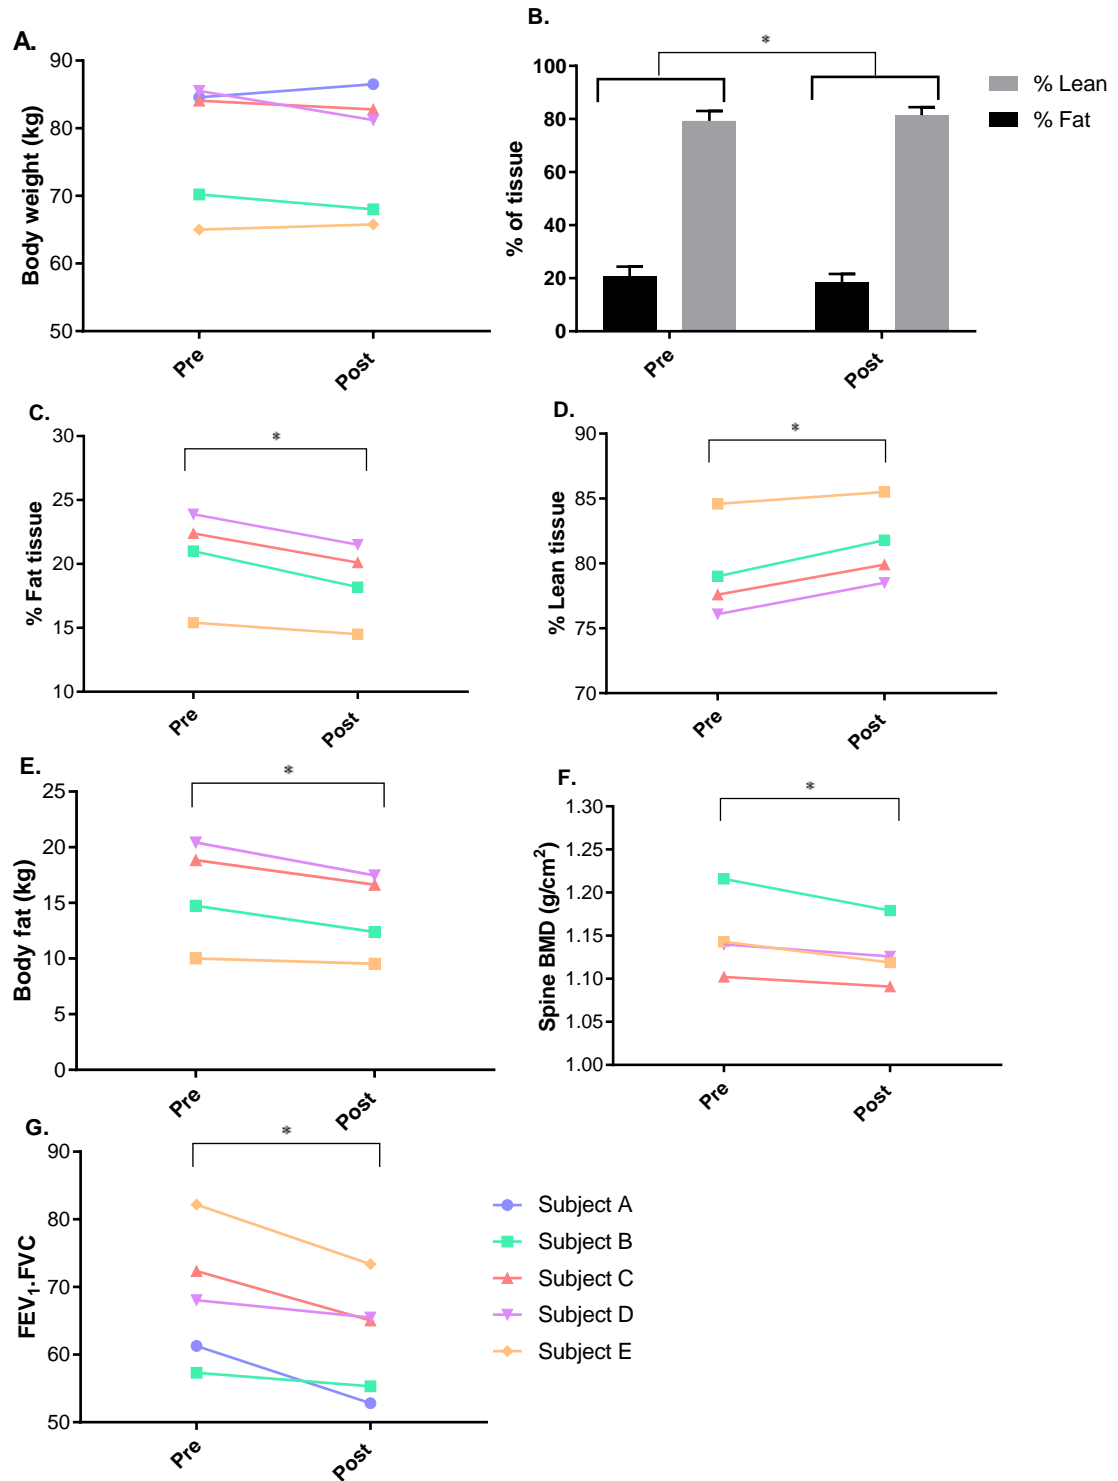 A.
Body weight (kg)
90
80
70
60
50
Pre
Post
B.
*
% of tissue
100
80
60
40
20
0
Pre
Post
% Lean
% Fat
C.
*
% Fat tissue
30
25
20
15
10
Pre
Post
D.
*
% Lean tissue
90
85
80
75
70
Pre
Post
E.
*
Body fat (kg)
25
20
15
10
5
0
Pre
Post
F.
*
Spine BMD (g/cm²)
1.30
1.25
1.20
1.15
1.10
1.05
1.00
Pre
Post
G.
*
FEV₁.FVC
90
80
70
60
50
Pre
Post
Subject A
Subject B
Subject C
Subject D
Subject E